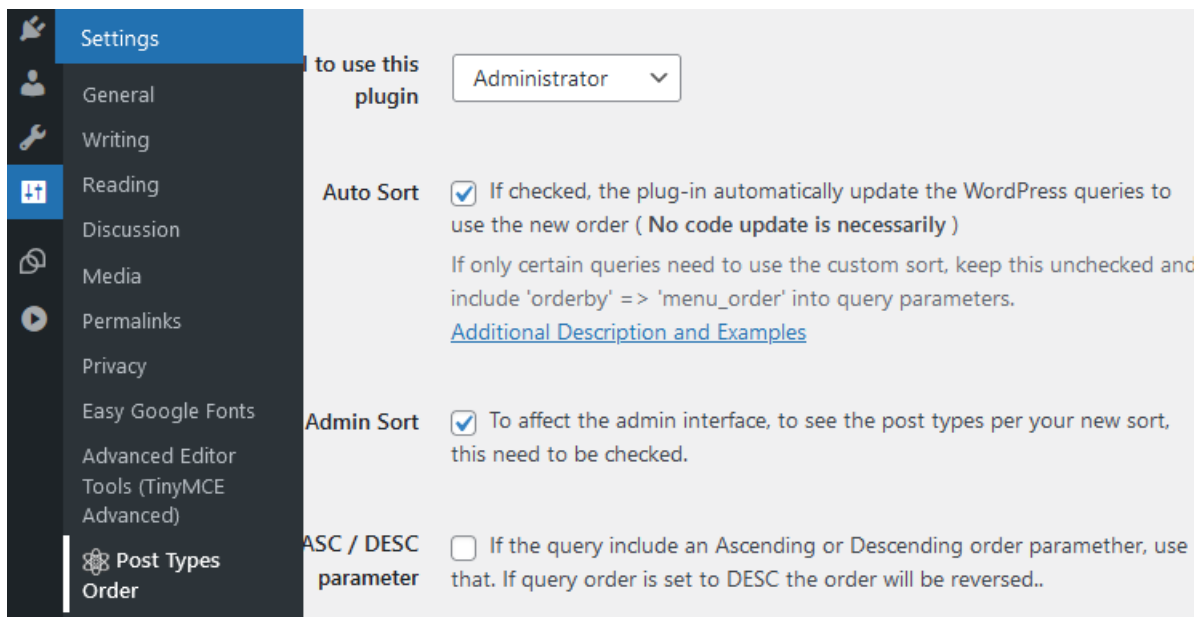 Settings
General
Writing
Reading
Discussion
Media
Permalinks
Privacy
Easy Google Fonts
Advanced Editor
Tools (TinyMCE
Advanced)
Post Types
Order
to use this
plugin
Administrator
Auto Sort
If checked, the plug-in automatically update the WordPress queries to
use the new order ( No code update is necessarily )
If only certain queries need to use the custom sort, keep this unchecked and
include 'orderby' => 'menu_order' into query parameters.
Additional Description and Examples
Admin Sort
To affect the admin interface, to see the post types per your new sort,
this need to be checked.
ASC / DESC
parameter
If the query include an Ascending or Descending order paramether, use
that. If query order is set to DESC the order will be reversed..